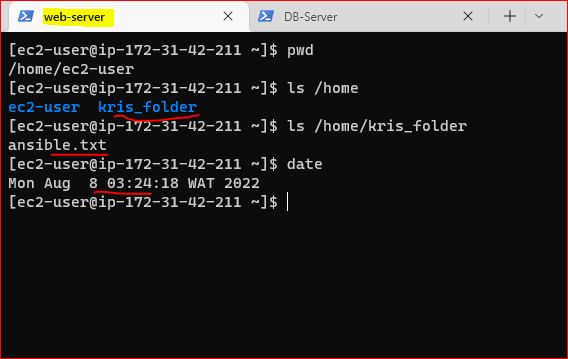 web-server
DB-Server
[ec2-user@ip-172-31-42-211 ~]$ pwd
/home/ec2-user
[ec2-user@ip-172-31-42-211 ~]$ ls /home
ec2-user  kris_folder
[ec2-user@ip-172-31-42-211 ~]$ ls /home/kris_folder
ansible.txt
[ec2-user@ip-172-31-42-211 ~]$ date
Mon Aug  8 03:24:18 WAT 2022
[ec2-user@ip-172-31-42-211 ~]$